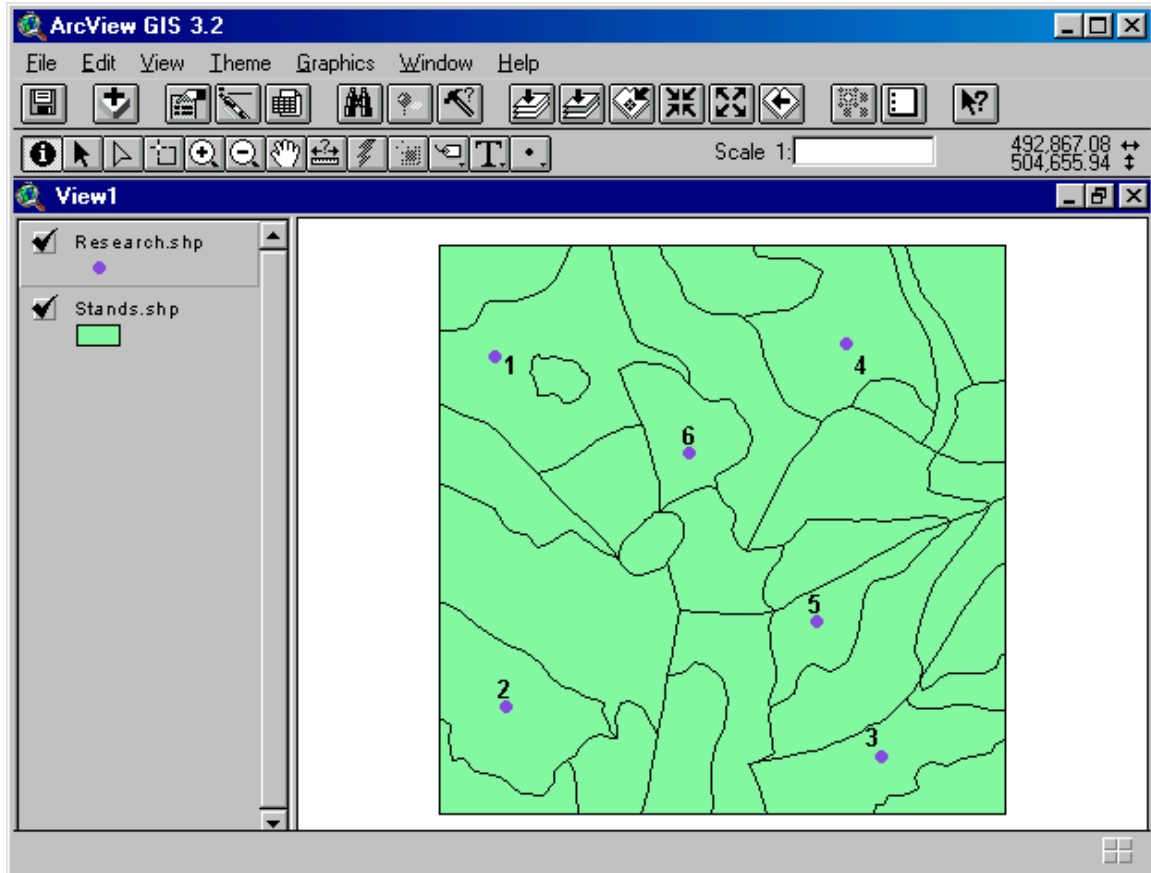 ArcView GIS 3.2
File Edit View Theme Graphics Window Help
Scale 1:
492,867.08
504,655.94
View1
Research.shp
Stands.shp
1
4
6
5
2
3